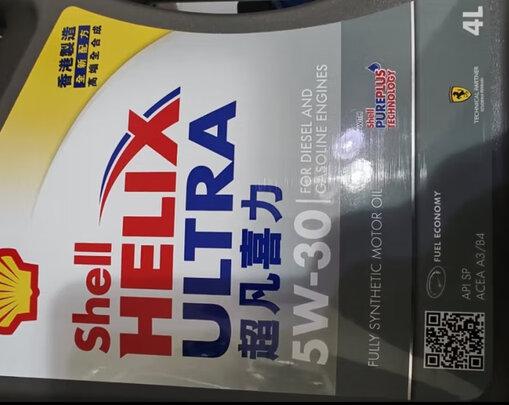 香港製造
全新配方
高端全合成
Shell
HELIX
ULTRA
超凡喜力
5W-30
FOR DIESEL AND
GASOLINE ENGINES
FULLY SYNTHETIC MOTOR OIL
Shell
PUREPLUS
TECHNOLOGY
4L
TECHNICAL PARTNER
FUEL ECONOMY
API SP
ACEA A3/B4